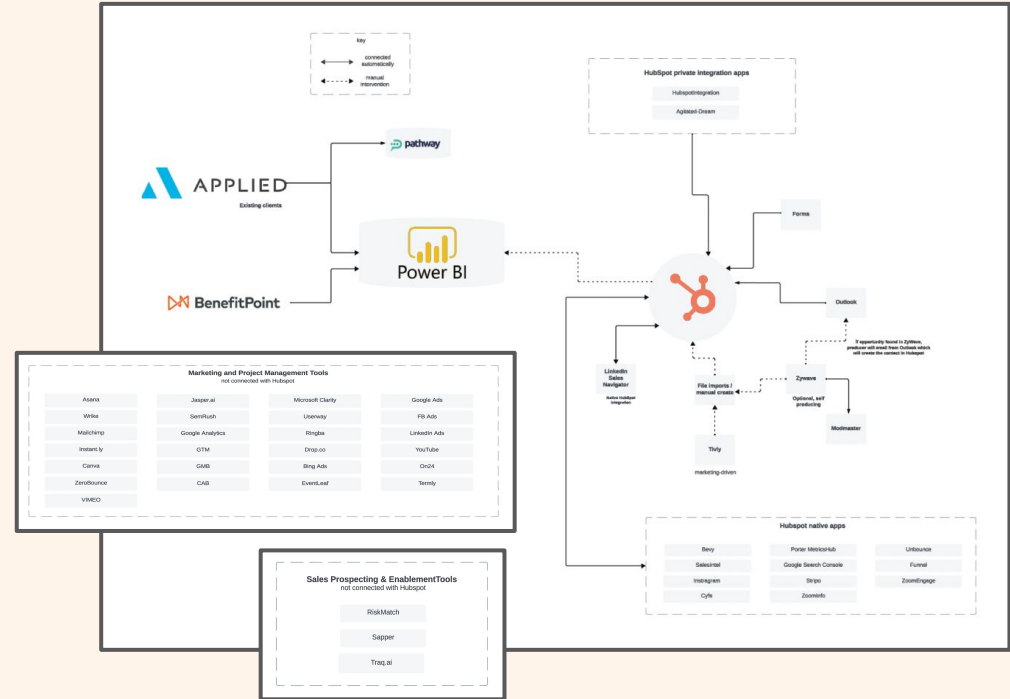 key
connected
automatically
manual
intervention
HubSpot private integration apps
HubspotIntegration
Agitated-Dream
pathway
APPLIED
Existing clients
Forms
Power BI
BenefitPoint
Outlook
If opportunity found in ZyWave,
producer will email from Outlook which
will create the contact in Hubspot
LinkedIn
Sales
Navigator
Native HubSpot
integration
File imports /
manual create
Zywave
Optional, self
producing
Modmaster
Tivly
marketing-driven
Marketing and Project Management Tools
not connected with Hubspot
Asana
Jasper.ai
Microsoft Clarity
Google Ads
Wrike
SemRush
Userway
FB Ads
Mailchimp
Google Analytics
Ringba
LinkedIn Ads
Instant.ly
GTM
Drop.co
YouTube
Canva
GMB
Bing Ads
On24
ZeroBounce
CAB
EventLeaf
Termly
VIMEO
Hubspot native apps
Bevy
Porter MetricsHub
Unbounce
SalesIntel
Google Search Console
Funnel
Instragram
Stripo
ZoomEngage
Cyfe
ZoomInfo
Sales Prospecting & EnablementTools
not connected with Hubspot
RiskMatch
Sapper
Traq.ai